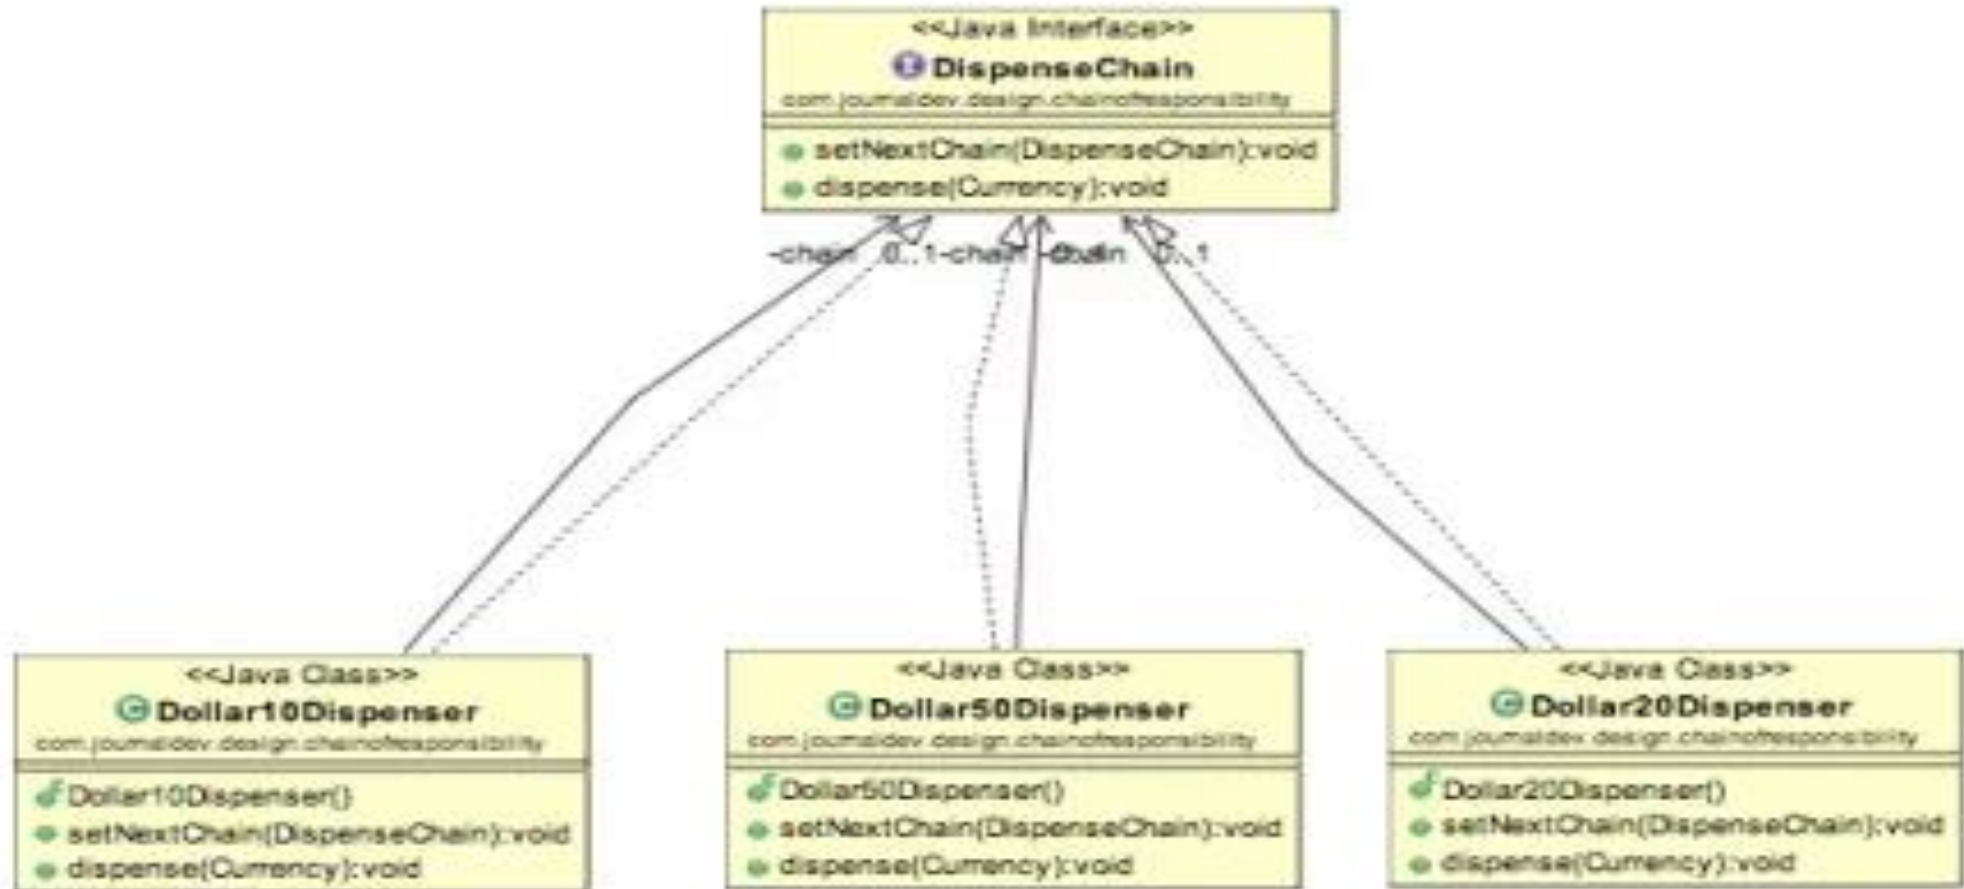 <<Java Interface>>
DispenseChain
com.journaldev.design.chainofresponsibility
setNextChain(DispenseChain):void
dispense(Currency):void
-chain 0..1 -chain -chain 0..1
<<Java Class>>
Dollar10Dispenser
com.journaldev.design.chainofresponsibility
Dollar10Dispenser()
setNextChain(DispenseChain):void
dispense(Currency):void
<<Java Class>>
Dollar50Dispenser
com.journaldev.design.chainofresponsibility
Dollar50Dispenser()
setNextChain(DispenseChain):void
dispense(Currency):void
<<Java Class>>
Dollar20Dispenser
com.journaldev.design.chainofresponsibility
Dollar20Dispenser()
setNextChain(DispenseChain):void
dispense(Currency):void